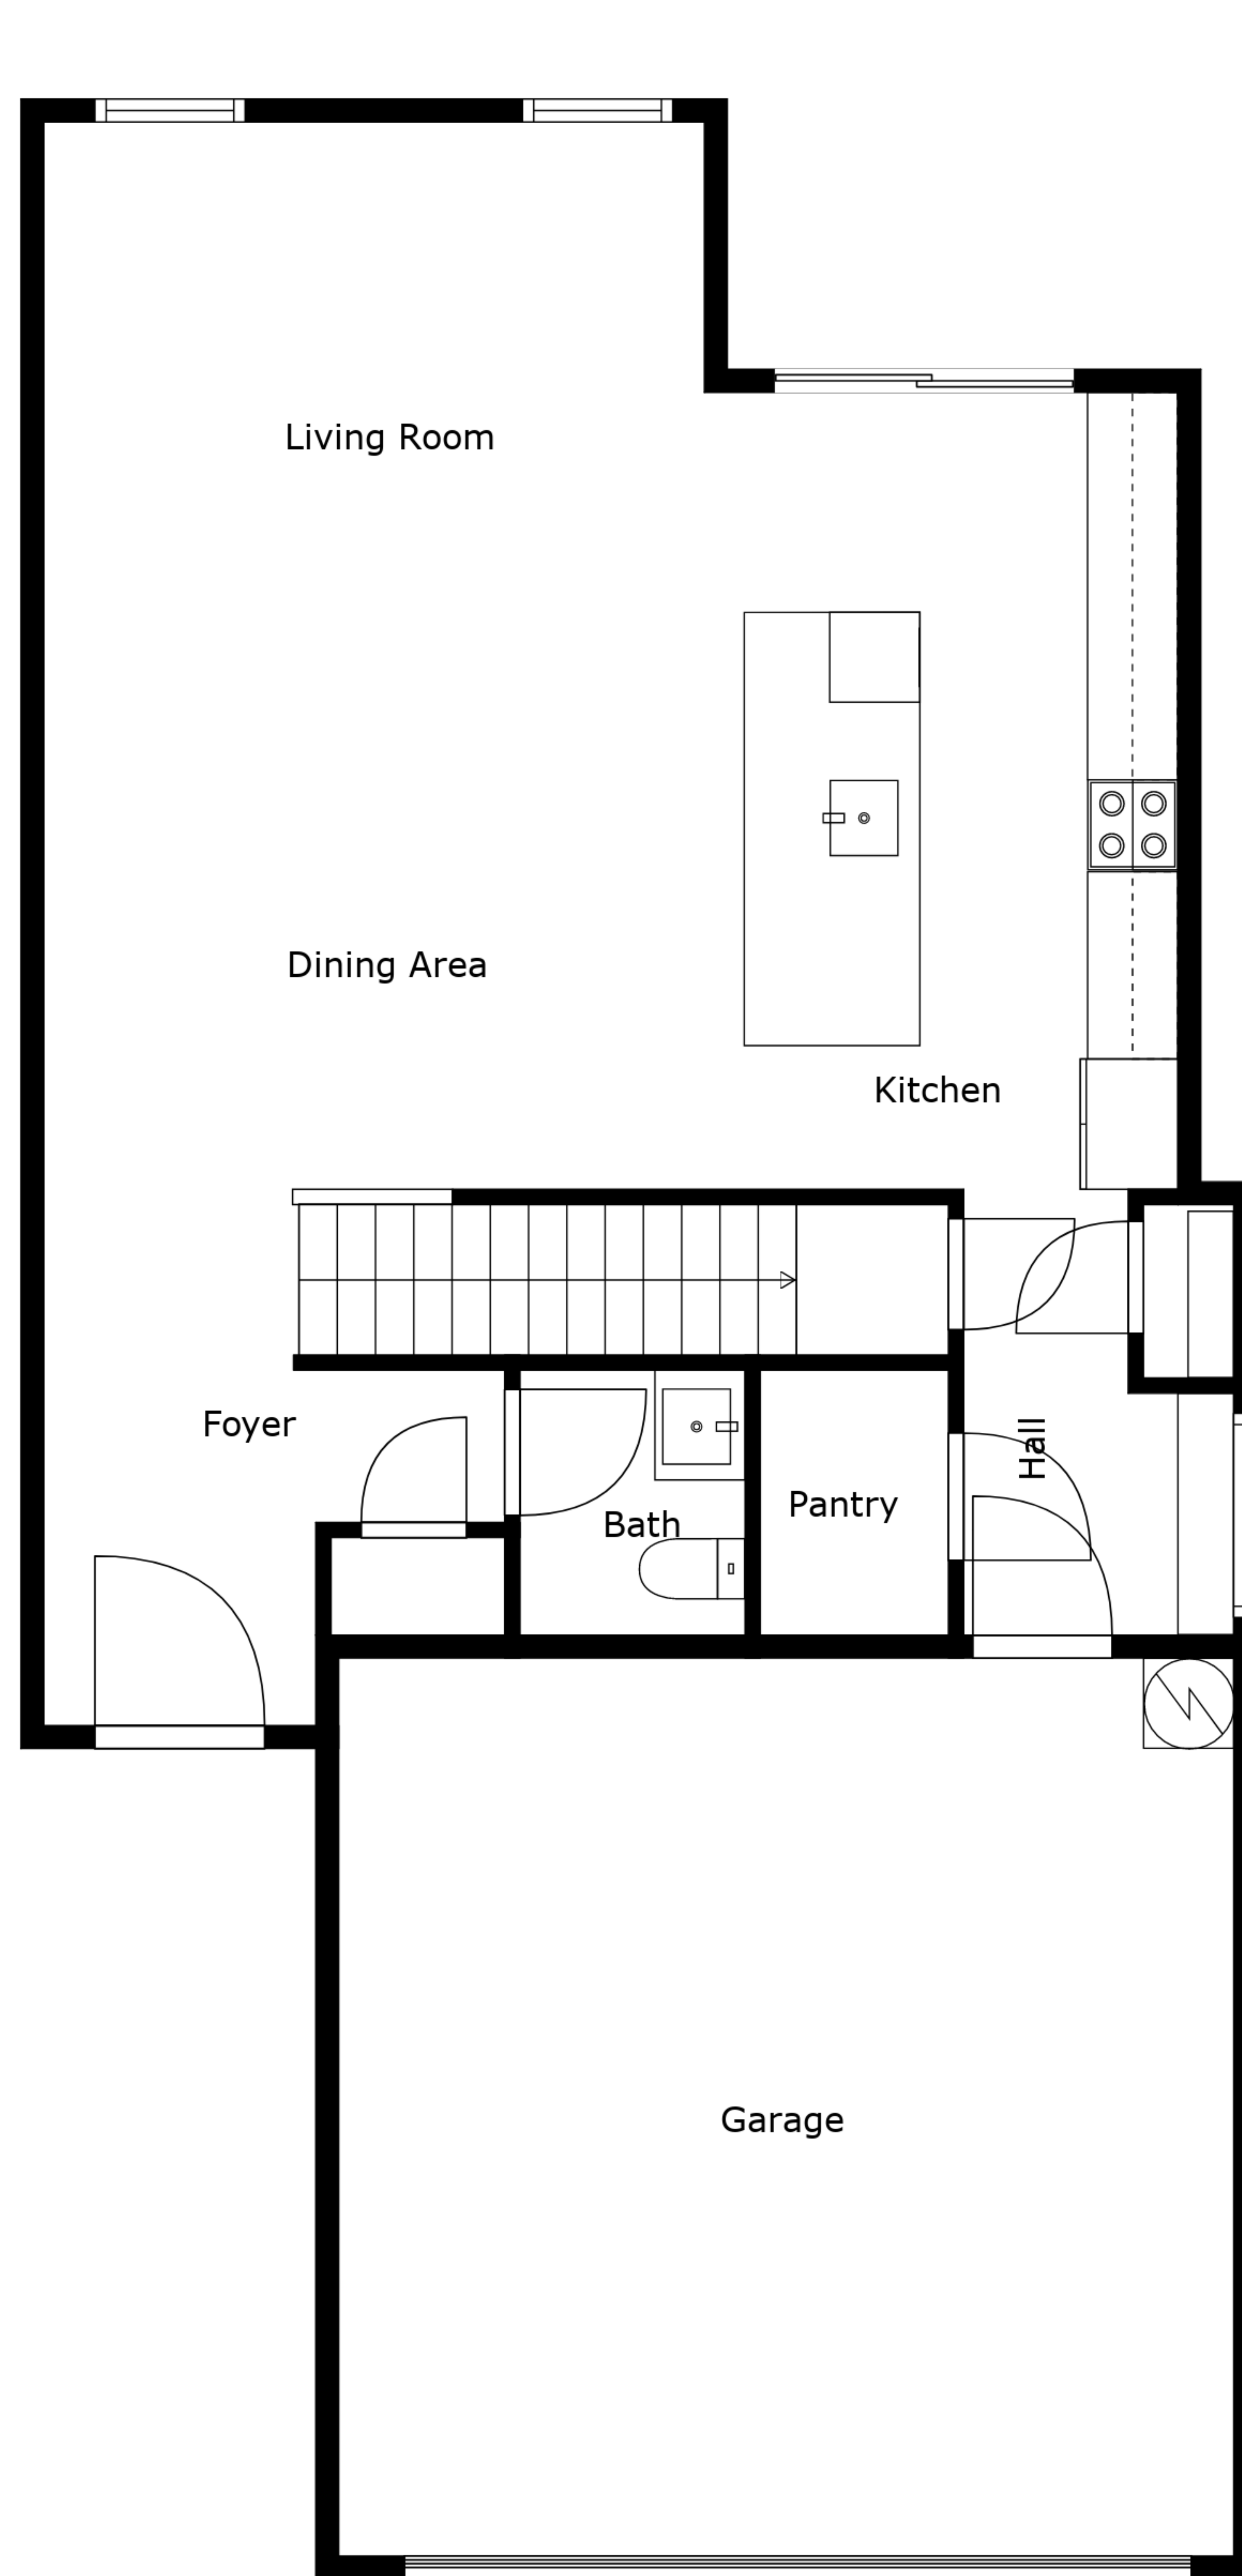 Living Room
Dining Area
Kitchen
Foyer
Hall
Pantry
Bath
Garage